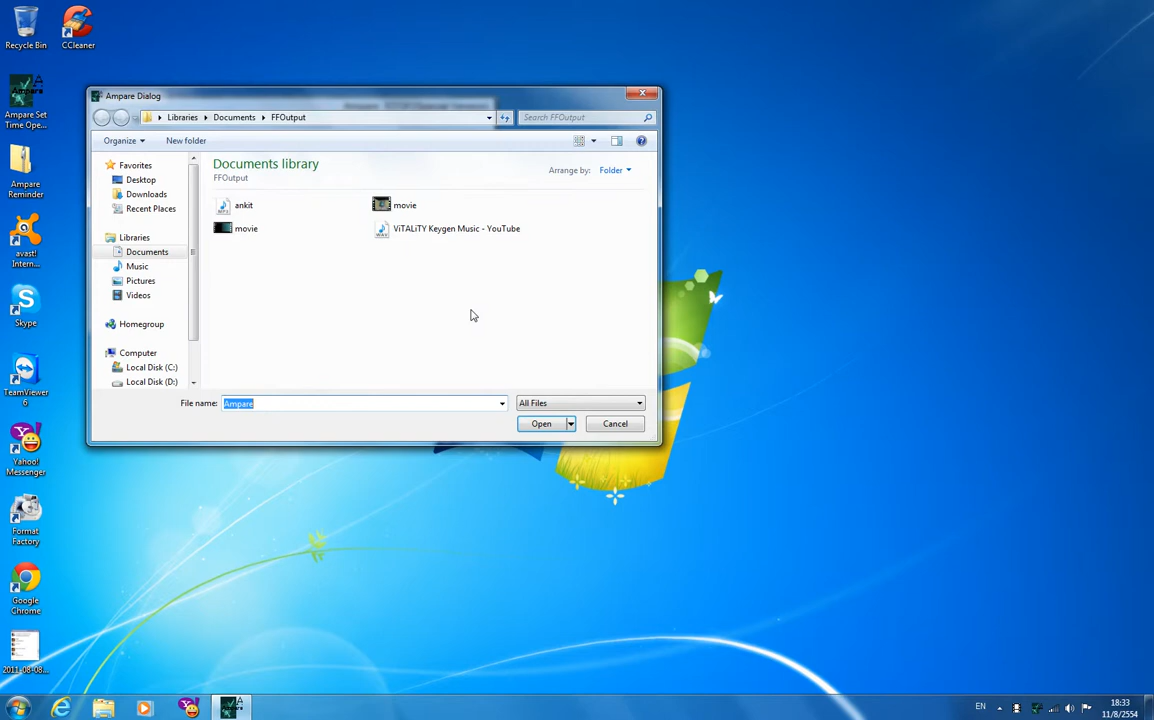 Recycle Bin
CCleaner
Ampare Set
Time Ope...
Ampare
Reminder
avast!
Intern...
Skype
TeamViewer
6
Yahoo!
Messenger
Format
Factory
Google
Chrome
2011-08-08...
Ampare Dialog
Libraries
Documents
FFOutput
Search FFOutput
Organize
New folder
Favorites
Desktop
Downloads
Recent Places
Libraries
Documents
Music
Pictures
Videos
Homegroup
Computer
Local Disk (C:)
Local Disk (D:)
Documents library
FFOutput
Arrange by:
Folder
ankit
movie
movie
ViTALiTY Keygen Music - YouTube
File name:
Ampare
All Files
Open
Cancel
EN
18:33
11/8/2554